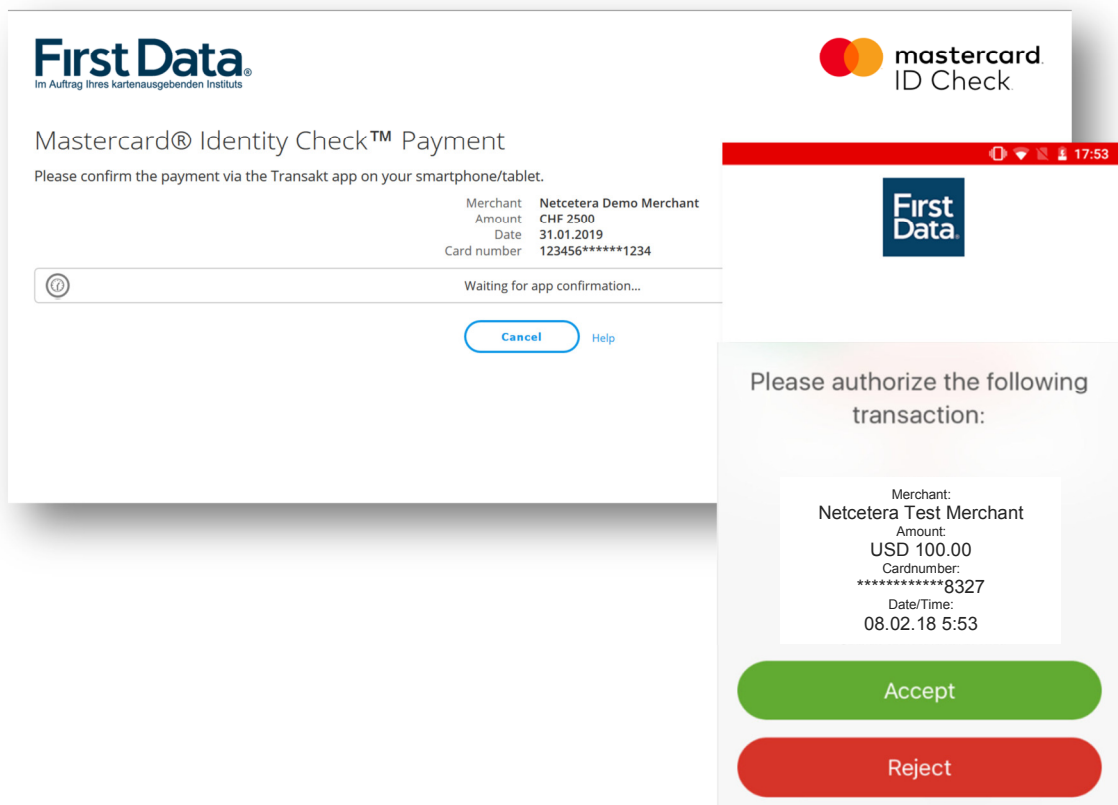 First Data®
Im Auftrag Ihres kartenausgebenden Instituts
mastercard.
ID Check.
Mastercard® Identity Check™ Payment
Please confirm the payment via the Transakt app on your smartphone/tablet.
Merchant Netcetera Demo Merchant
Amount CHF 2500
Date 31.01.2019
Card number 123456******1234
Waiting for app confirmation...
Cancel Help
17:53
First
Data.
Please authorize the following
transaction:
Merchant:
Netcetera Test Merchant
Amount:
USD 100.00
Cardnumber:
************8327
Date/Time:
08.02.18 5:53
Accept
Reject